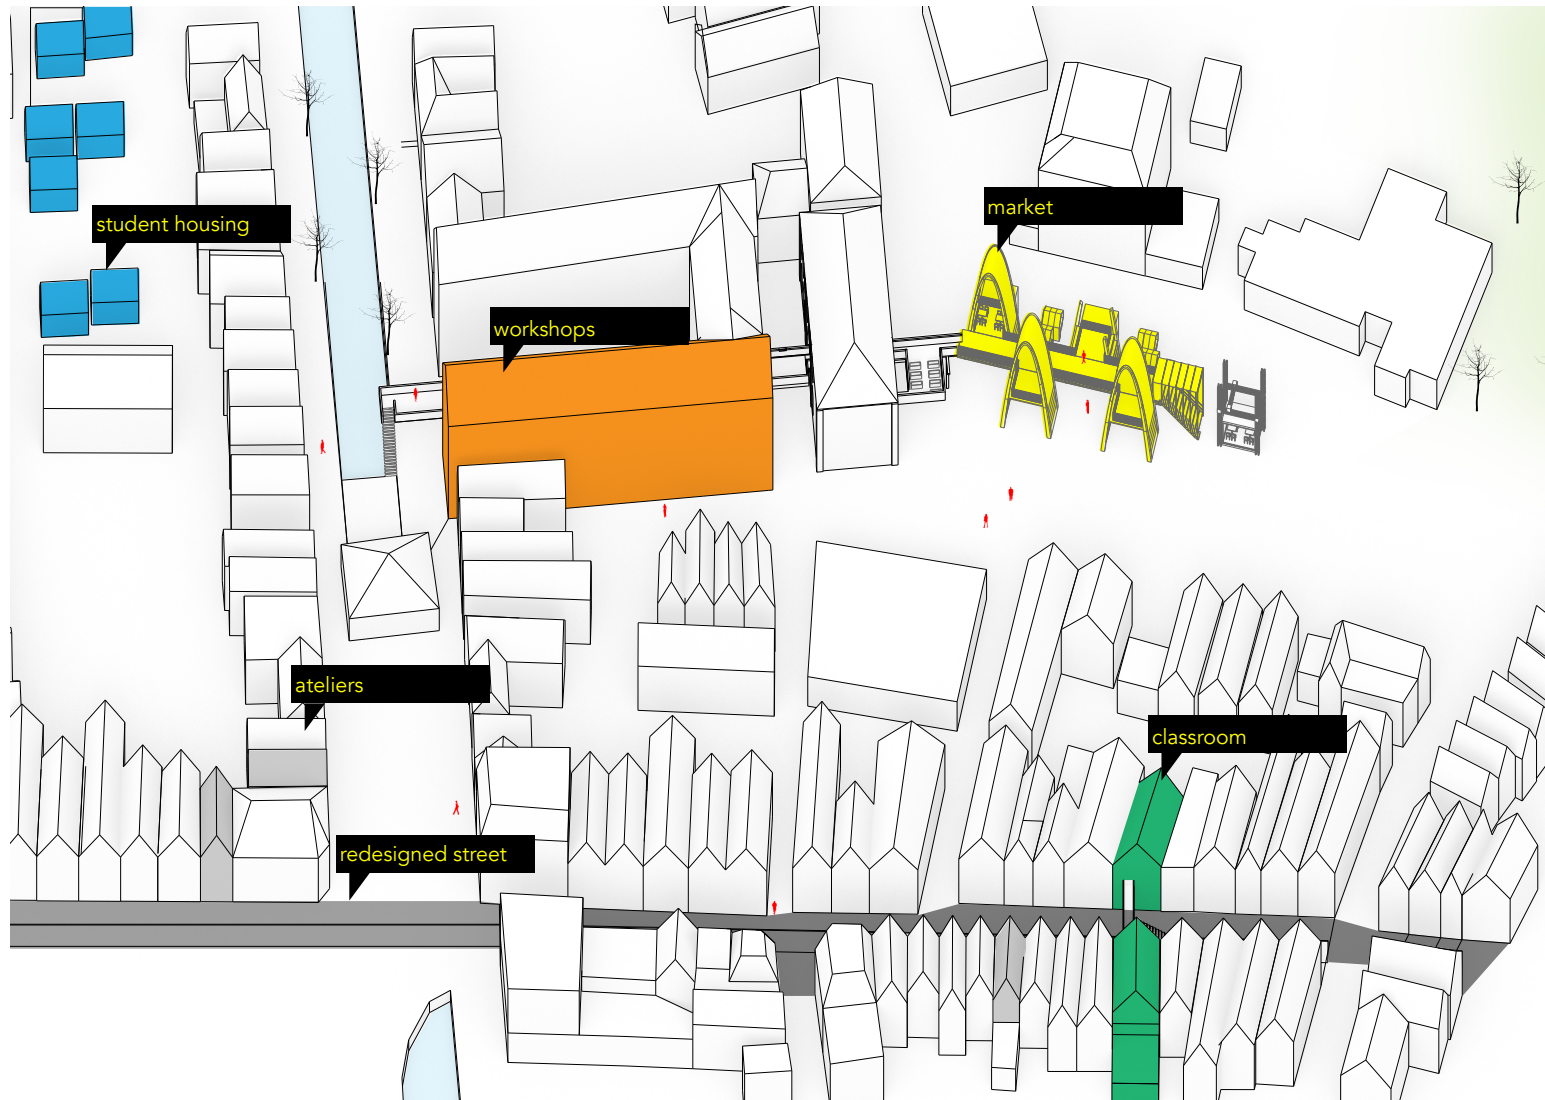 market
student housing
workshops
ateliers
classroom
redesigned street